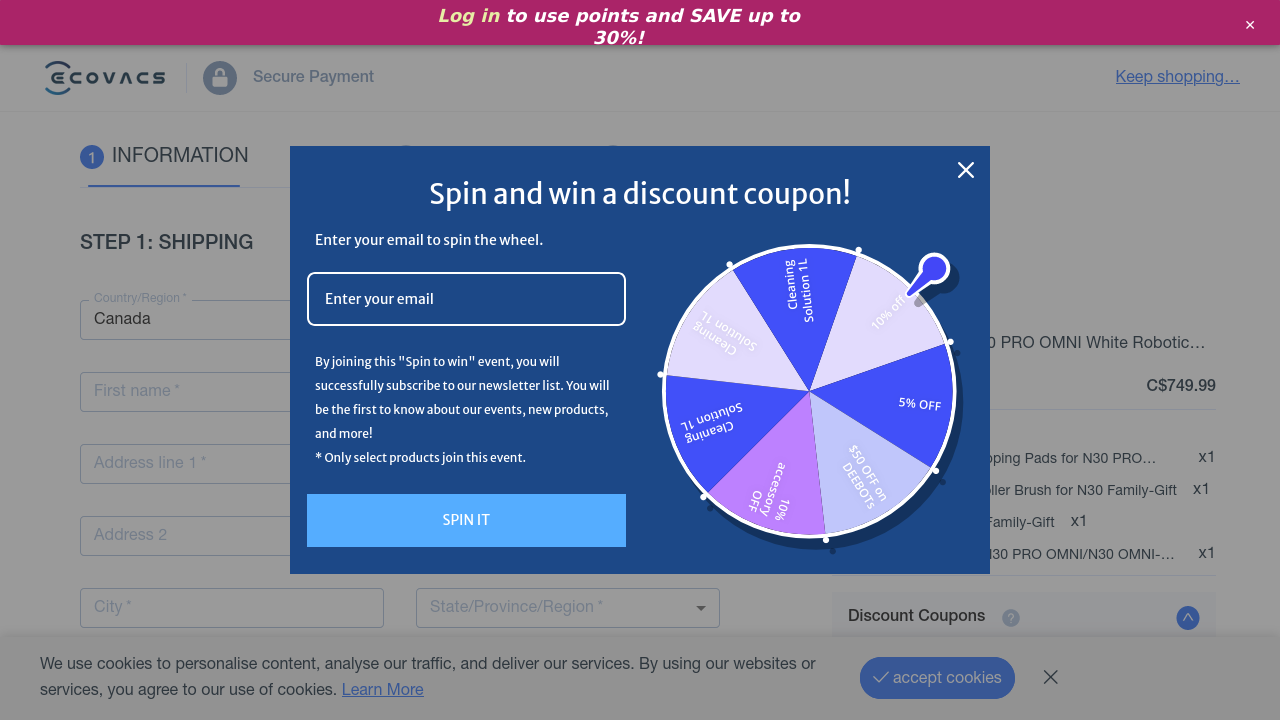 Log in to use points and SAVE up to
30%!
×
ECOVACS
Secure Payment
Keep shopping...
1 INFORMATION
STEP 1: SHIPPING
Country/Region *
Canada
First name *
Address line 1 *
Address 2
City *
State/Province/Region *
Spin and win a discount coupon!
Enter your email to spin the wheel.
Enter your email
By joining this "Spin to win" event, you will
successfully subscribe to our newsletter list. You will
be the first to know about our events, new products,
and more!
* Only select products join this event.
SPIN IT
Cleaning
Solution 1L
10% off
5% OFF
$50 OFF on
DEEBOTs
10%
accessory
OFF
Cleaning
Solution 1L
Cleaning
Solution 1L
0 PRO OMNI White Robotic...
C$749.99
pping Pads for N30 PRO... x1
ller Brush for N30 Family-Gift x1
Family-Gift x1
N30 PRO OMNI/N30 OMNI-... x1
Discount Coupons ?
We use cookies to personalise content, analyse our traffic, and deliver our services. By using our websites or
services, you agree to our use of cookies. Learn More
accept cookies